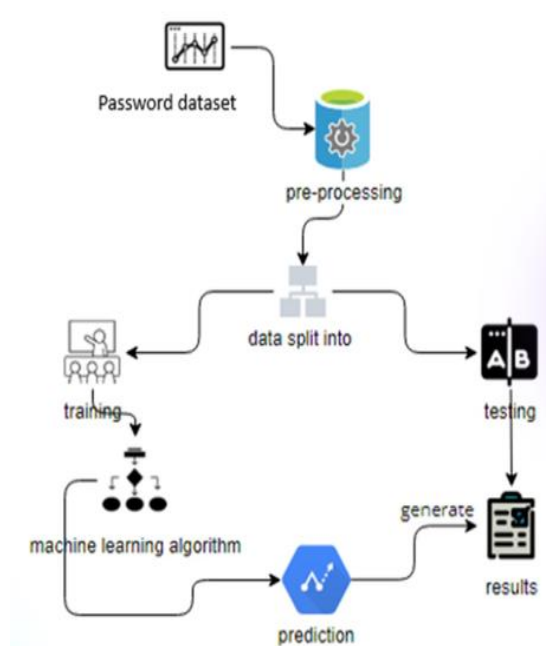 Password dataset
pre-processing
data split into
training
A B
testing
machine learning algorithm
generate
prediction
results